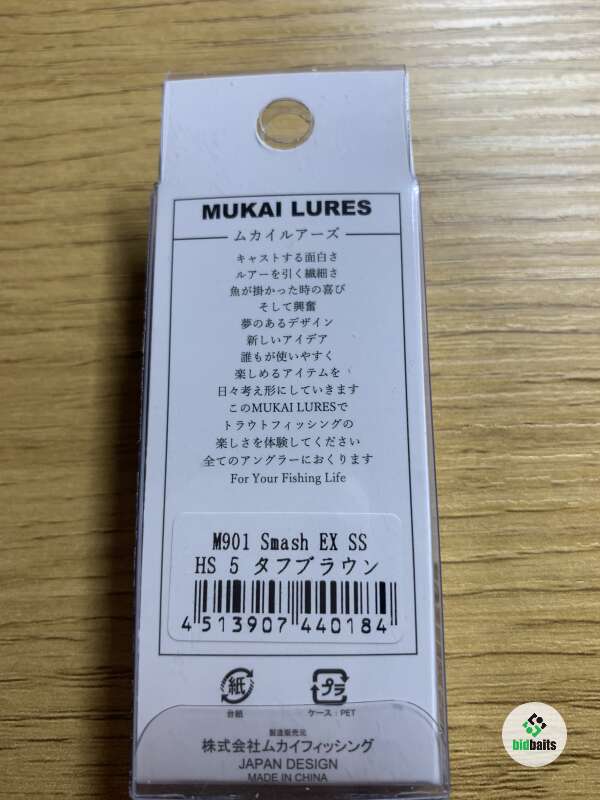 MUKAI LURES
ムカイルアーズ
キャストする面白さ
ルアーを引く繊細さ
魚が掛かった時の喜び
そして興奮
夢のあるデザイン
新しいアイデア
誰もが使いやすく
楽しめるアイテムを
日々考え形にしていきます
このMUKAI LURESで
トラウトフィッシングの
楽しさを体験してください
全てのアングラーにおくります
For Your Fishing Life
M901 Smash EX SS
HS 5 タフブラウン
4 513907 440184
紙
プラ
台紙
ケース:PET
製造販売元
株式会社ムカイフィッシング
JAPAN DESIGN
MADE IN CHINA
bidbaits